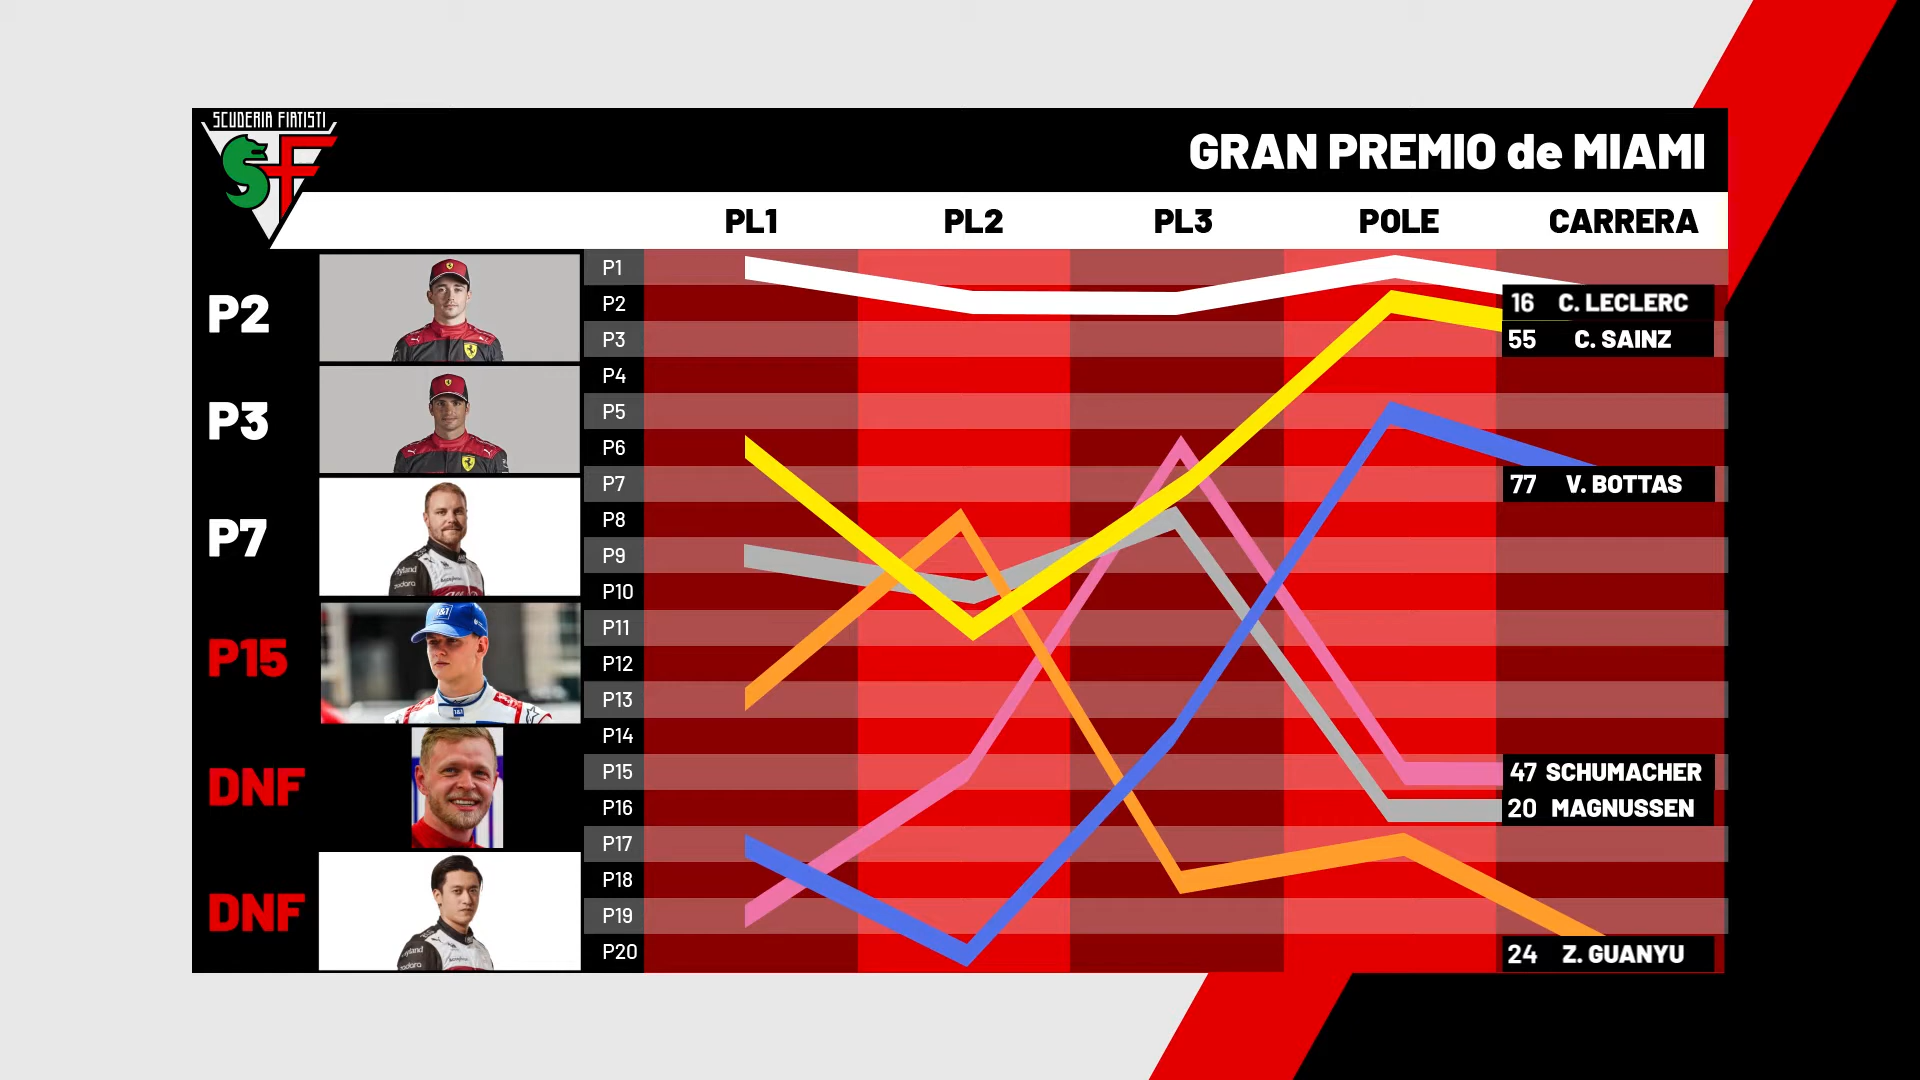 SCUDERIA FIATISTI
SF
GRAN PREMIO de MIAMI
PL1 PL2 PL3 POLE CARRERA
P2
P3
P7
P15
DNF
DNF
P1
P2
P3
P4
P5
P6
P7
P8
P9
P10
P11
P12
P13
P14
P15
P16
P17
P18
P19
P20
16 C. LECLERC
55 C. SAINZ
77 V. BOTTAS
47 SCHUMACHER
20 MAGNUSSEN
24 Z. GUANYU